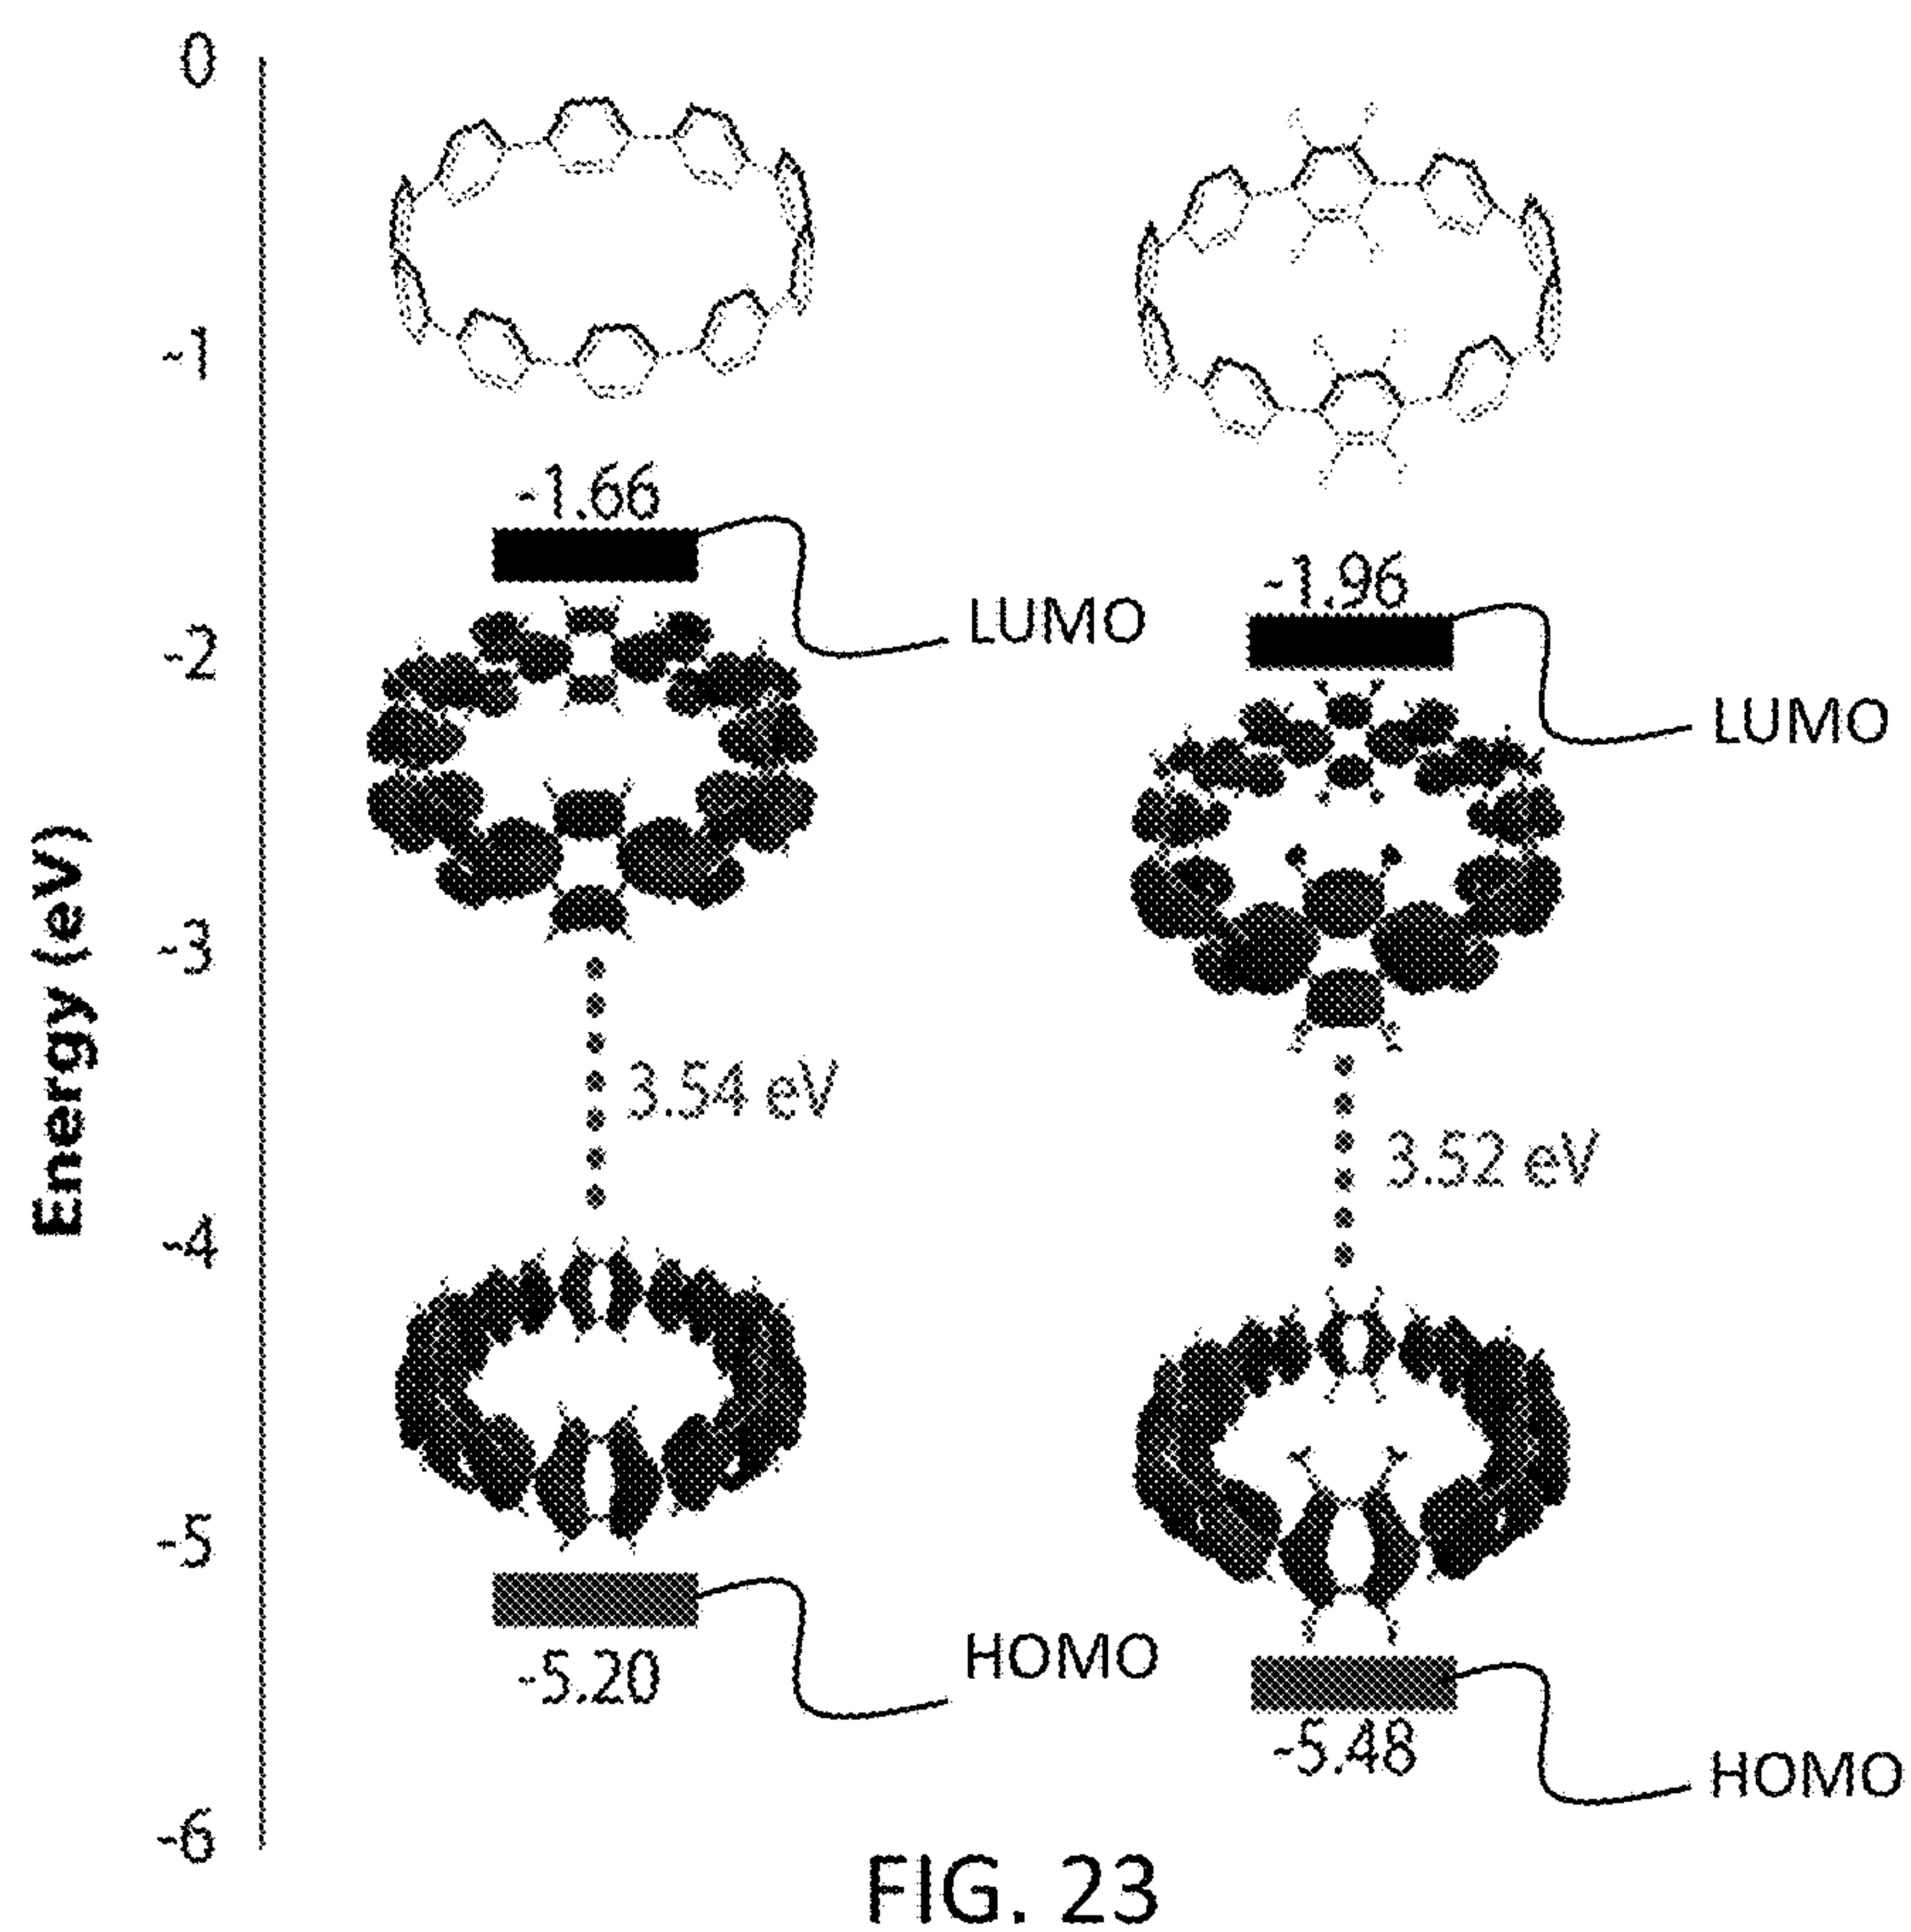 0
-1
-2
-3
-4
-5
-6
Energy (eV)
-1.66
LUMO
3.54 eV
HOMO
-5.20
-1.96
LUMO
3.52 eV
HOMO
-5.48
FIG. 23